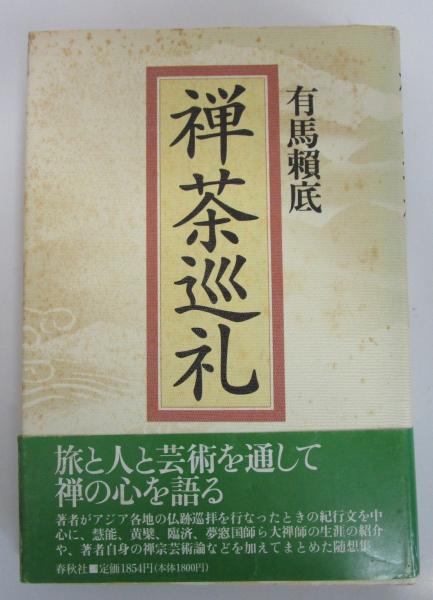 有馬賴底
禅茶巡礼
旅と人と芸術を通して
禅の心を語る
著者がアジア各地の仏跡巡拝を行なったときの紀行文を中
心に、慧能、黄檗、臨済、夢窓国師ら大禅師の生涯の紹介
や、著者自身の禅宗芸術論などを加えてまとめた随想集
春秋社■定価1854円(本体1800円)